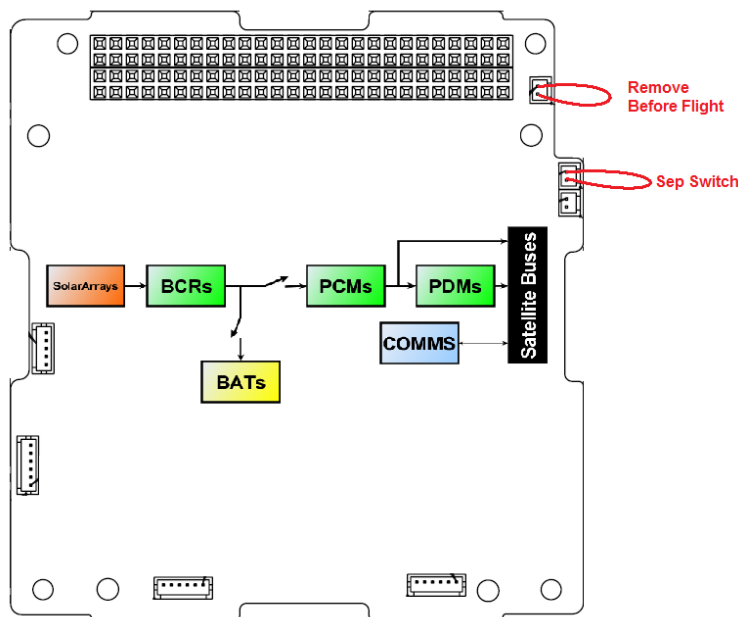 Remove
Before Flight
Sep Switch
SolarArrays
BCRs
PCMs
PDMs
Satellite Buses
COMMS
BATs